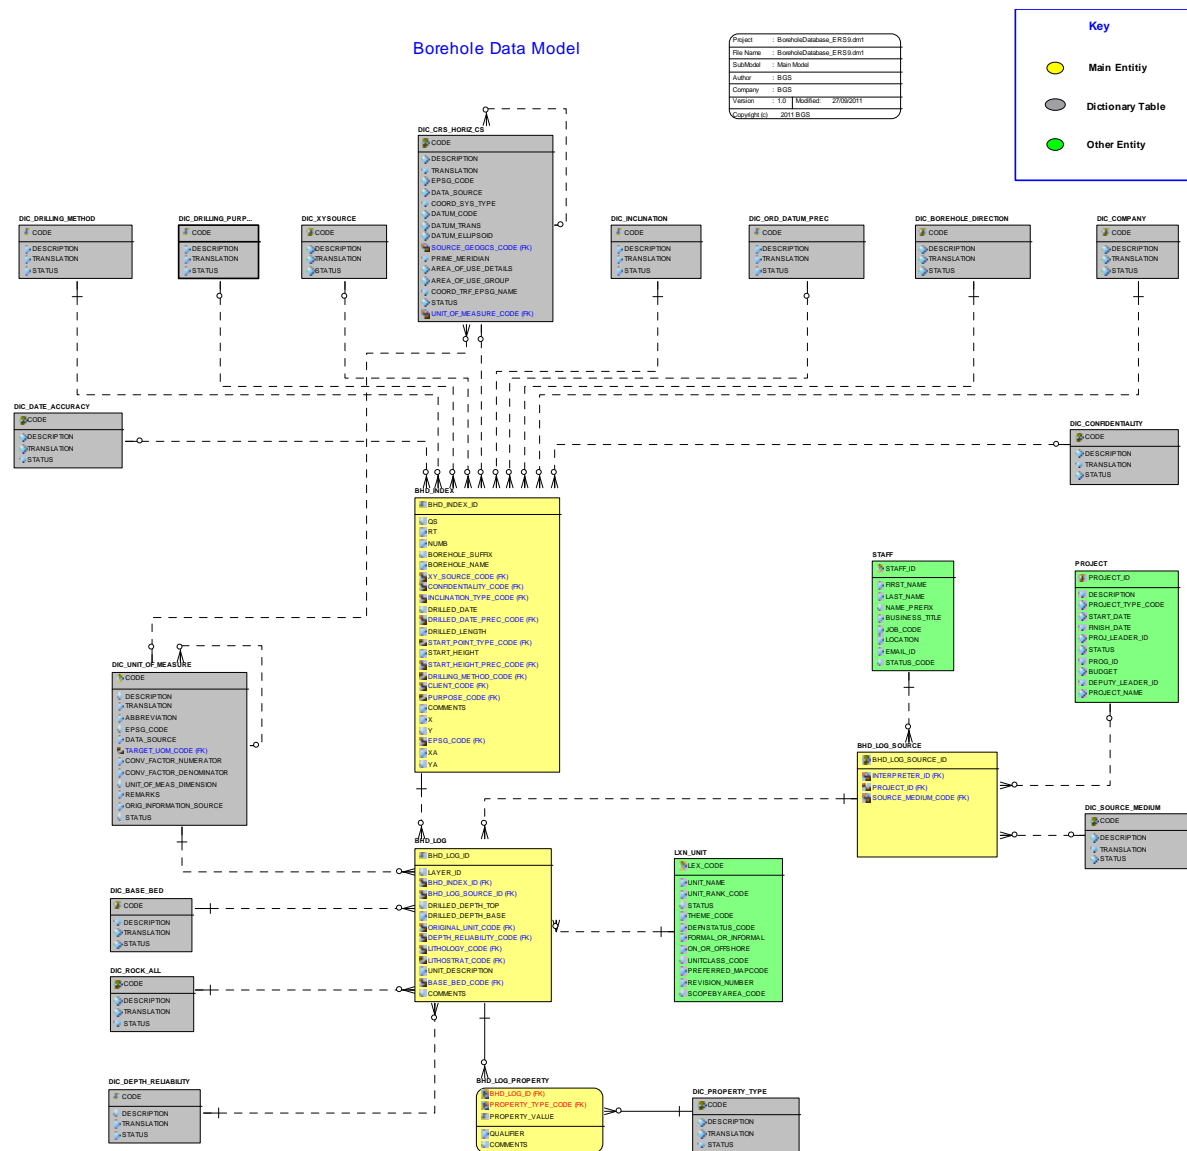 Borehole Data Model
Project : BoreholeDatabase_ERS9.dm1
File Name : BoreholeDatabase_ERS9.dm1
SubModel : Main Model
Author : BGS
Company : BGS
Version : 1.0 Modified: 27/09/2011
Copyright (c) 2011 BGS
Key
Main Entitiy
Dictionary Table
Other Entity
DIC_CRS_HORIZ_CS
CODE
DESCRIPTION
TRANSLATION
EPSG_CODE
DATA_SOURCE
COORD_SYS_TYPE
DATUM_CODE
DATUM_TRANS
DATUM_ELLIPSOID
SOURCE_GEOGCS_CODE (FK)
PRIME_MERIDIAN
AREA_OF_USE_DETAILS
AREA_OF_USE_GROUP
COORD_TRF_EPSG_NAME
STATUS
UNIT_OF_MEASURE_CODE (FK)
DIC_DRILLING_METHOD
CODE
DESCRIPTION
TRANSLATION
STATUS
DIC_DRILLING_PURP...
CODE
DESCRIPTION
TRANSLATION
STATUS
DIC_XYSOURCE
CODE
DESCRIPTION
TRANSLATION
STATUS
DIC_INCLINATION
CODE
DESCRIPTION
TRANSLATION
STATUS
DIC_ORD_DATUM_PREC
CODE
DESCRIPTION
TRANSLATION
STATUS
DIC_BOREHOLE_DIRECTION
CODE
DESCRIPTION
TRANSLATION
STATUS
DIC_COMPANY
CODE
DESCRIPTION
TRANSLATION
STATUS
DIC_DATE_ACCURACY
CODE
DESCRIPTION
TRANSLATION
STATUS
DIC_CONFIDENTIALITY
CODE
DESCRIPTION
TRANSLATION
STATUS
BHD_INDEX
BHD_INDEX_ID
QS
RT
NUMB
BOREHOLE_SUFFIX
BOREHOLE_NAME
XY_SOURCE_CODE (FK)
CONFIDENTIALITY_CODE (FK)
INCLINATION_TYPE_CODE (FK)
DRILLED_DATE
DRILLED_DATE_PREC_CODE (FK)
DRILLED_LENGTH
START_POINT_TYPE_CODE (FK)
START_HEIGHT
START_HEIGHT_PREC_CODE (FK)
DRILLING_METHOD_CODE (FK)
CLIENT_CODE (FK)
PURPOSE_CODE (FK)
COMMENTS
X
Y
EPSG_CODE (FK)
XA
YA
STAFF
STAFF_ID
FIRST_NAME
LAST_NAME
NAME_PREFIX
BUSINESS_TITLE
JOB_CODE
LOCATION
EMAIL_ID
STATUS_CODE
PROJECT
PROJECT_ID
DESCRIPTION
PROJECT_TYPE_CODE
START_DATE
FINISH_DATE
PROJ_LEADER_ID
STATUS
PROG_ID
BUDGET
DEPUTY_LEADER_ID
PROJECT_NAME
DIC_UNIT_OF_MEASURE
CODE
DESCRIPTION
TRANSLATION
ABBREVIATION
EPSG_CODE
DATA_SOURCE
TARGET_UOM_CODE (FK)
CONV_FACTOR_NUMERATOR
CONV_FACTOR_DENOMINATOR
UNIT_OF_MEAS_DIMENSION
REMARKS
ORIG_INFORMATION_SOURCE
STATUS
BHD_LOG_SOURCE
BHD_LOG_SOURCE_ID
INTERPRETER_ID (FK)
PROJECT_ID (FK)
SOURCE_MEDIUM_CODE (FK)
DIC_SOURCE_MEDIUM
CODE
DESCRIPTION
TRANSLATION
STATUS
BHD_LOG
BHD_LOG_ID
LAYER_ID
BHD_INDEX_ID (FK)
BHD_LOG_SOURCE_ID (FK)
DRILLED_DEPTH_TOP
DRILLED_DEPTH_BASE
ORIGINAL_UNIT_CODE (FK)
DEPTH_RELIABILITY_CODE (FK)
LITHOLOGY_CODE (FK)
LITHOSTRAT_CODE (FK)
UNIT_DESCRIPTION
BASE_BED_CODE (FK)
COMMENTS
LXN_UNIT
LEX_CODE
UNIT_NAME
UNIT_RANK_CODE
STATUS
THEME_CODE
DEFNSTATUS_CODE
FORMAL_OR_INFORMAL
ON_OR_OFFSHORE
UNITCLASS_CODE
PREFERRED_MAPCODE
REVISION_NUMBER
SCOPEBYAREA_CODE
DIC_BASE_BED
CODE
DESCRIPTION
TRANSLATION
STATUS
DIC_ROCK_ALL
CODE
DESCRIPTION
TRANSLATION
STATUS
DIC_DEPTH_RELIABILITY
CODE
DESCRIPTION
TRANSLATION
STATUS
BHD_LOG_PROPERTY
BHD_LOG_ID (FK)
PROPERTY_TYPE_CODE (FK)
PROPERTY_VALUE
QUALIFIER
COMMENTS
DIC_PROPERTY_TYPE
CODE
DESCRIPTION
TRANSLATION
STATUS